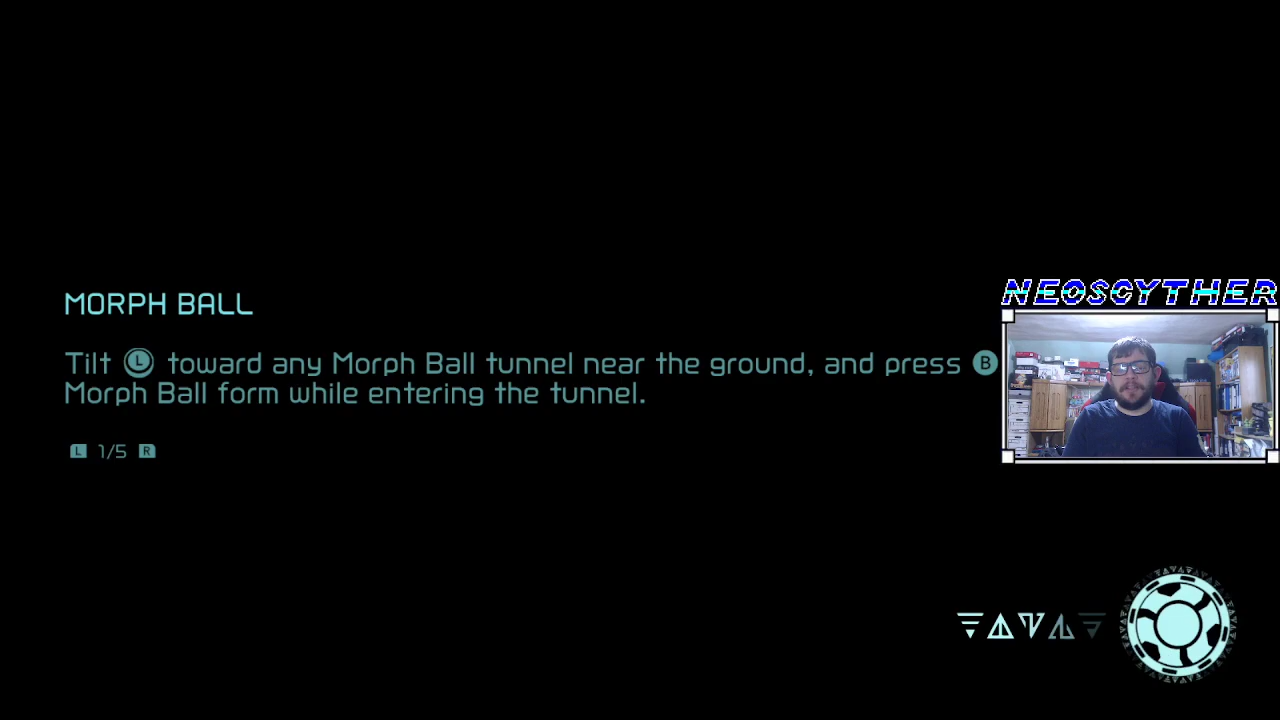 MORPH BALL
NEOSCYTHER
Tilt L toward any Morph Ball tunnel near the ground, and press B
Morph Ball form while entering the tunnel.
L 1/5 R